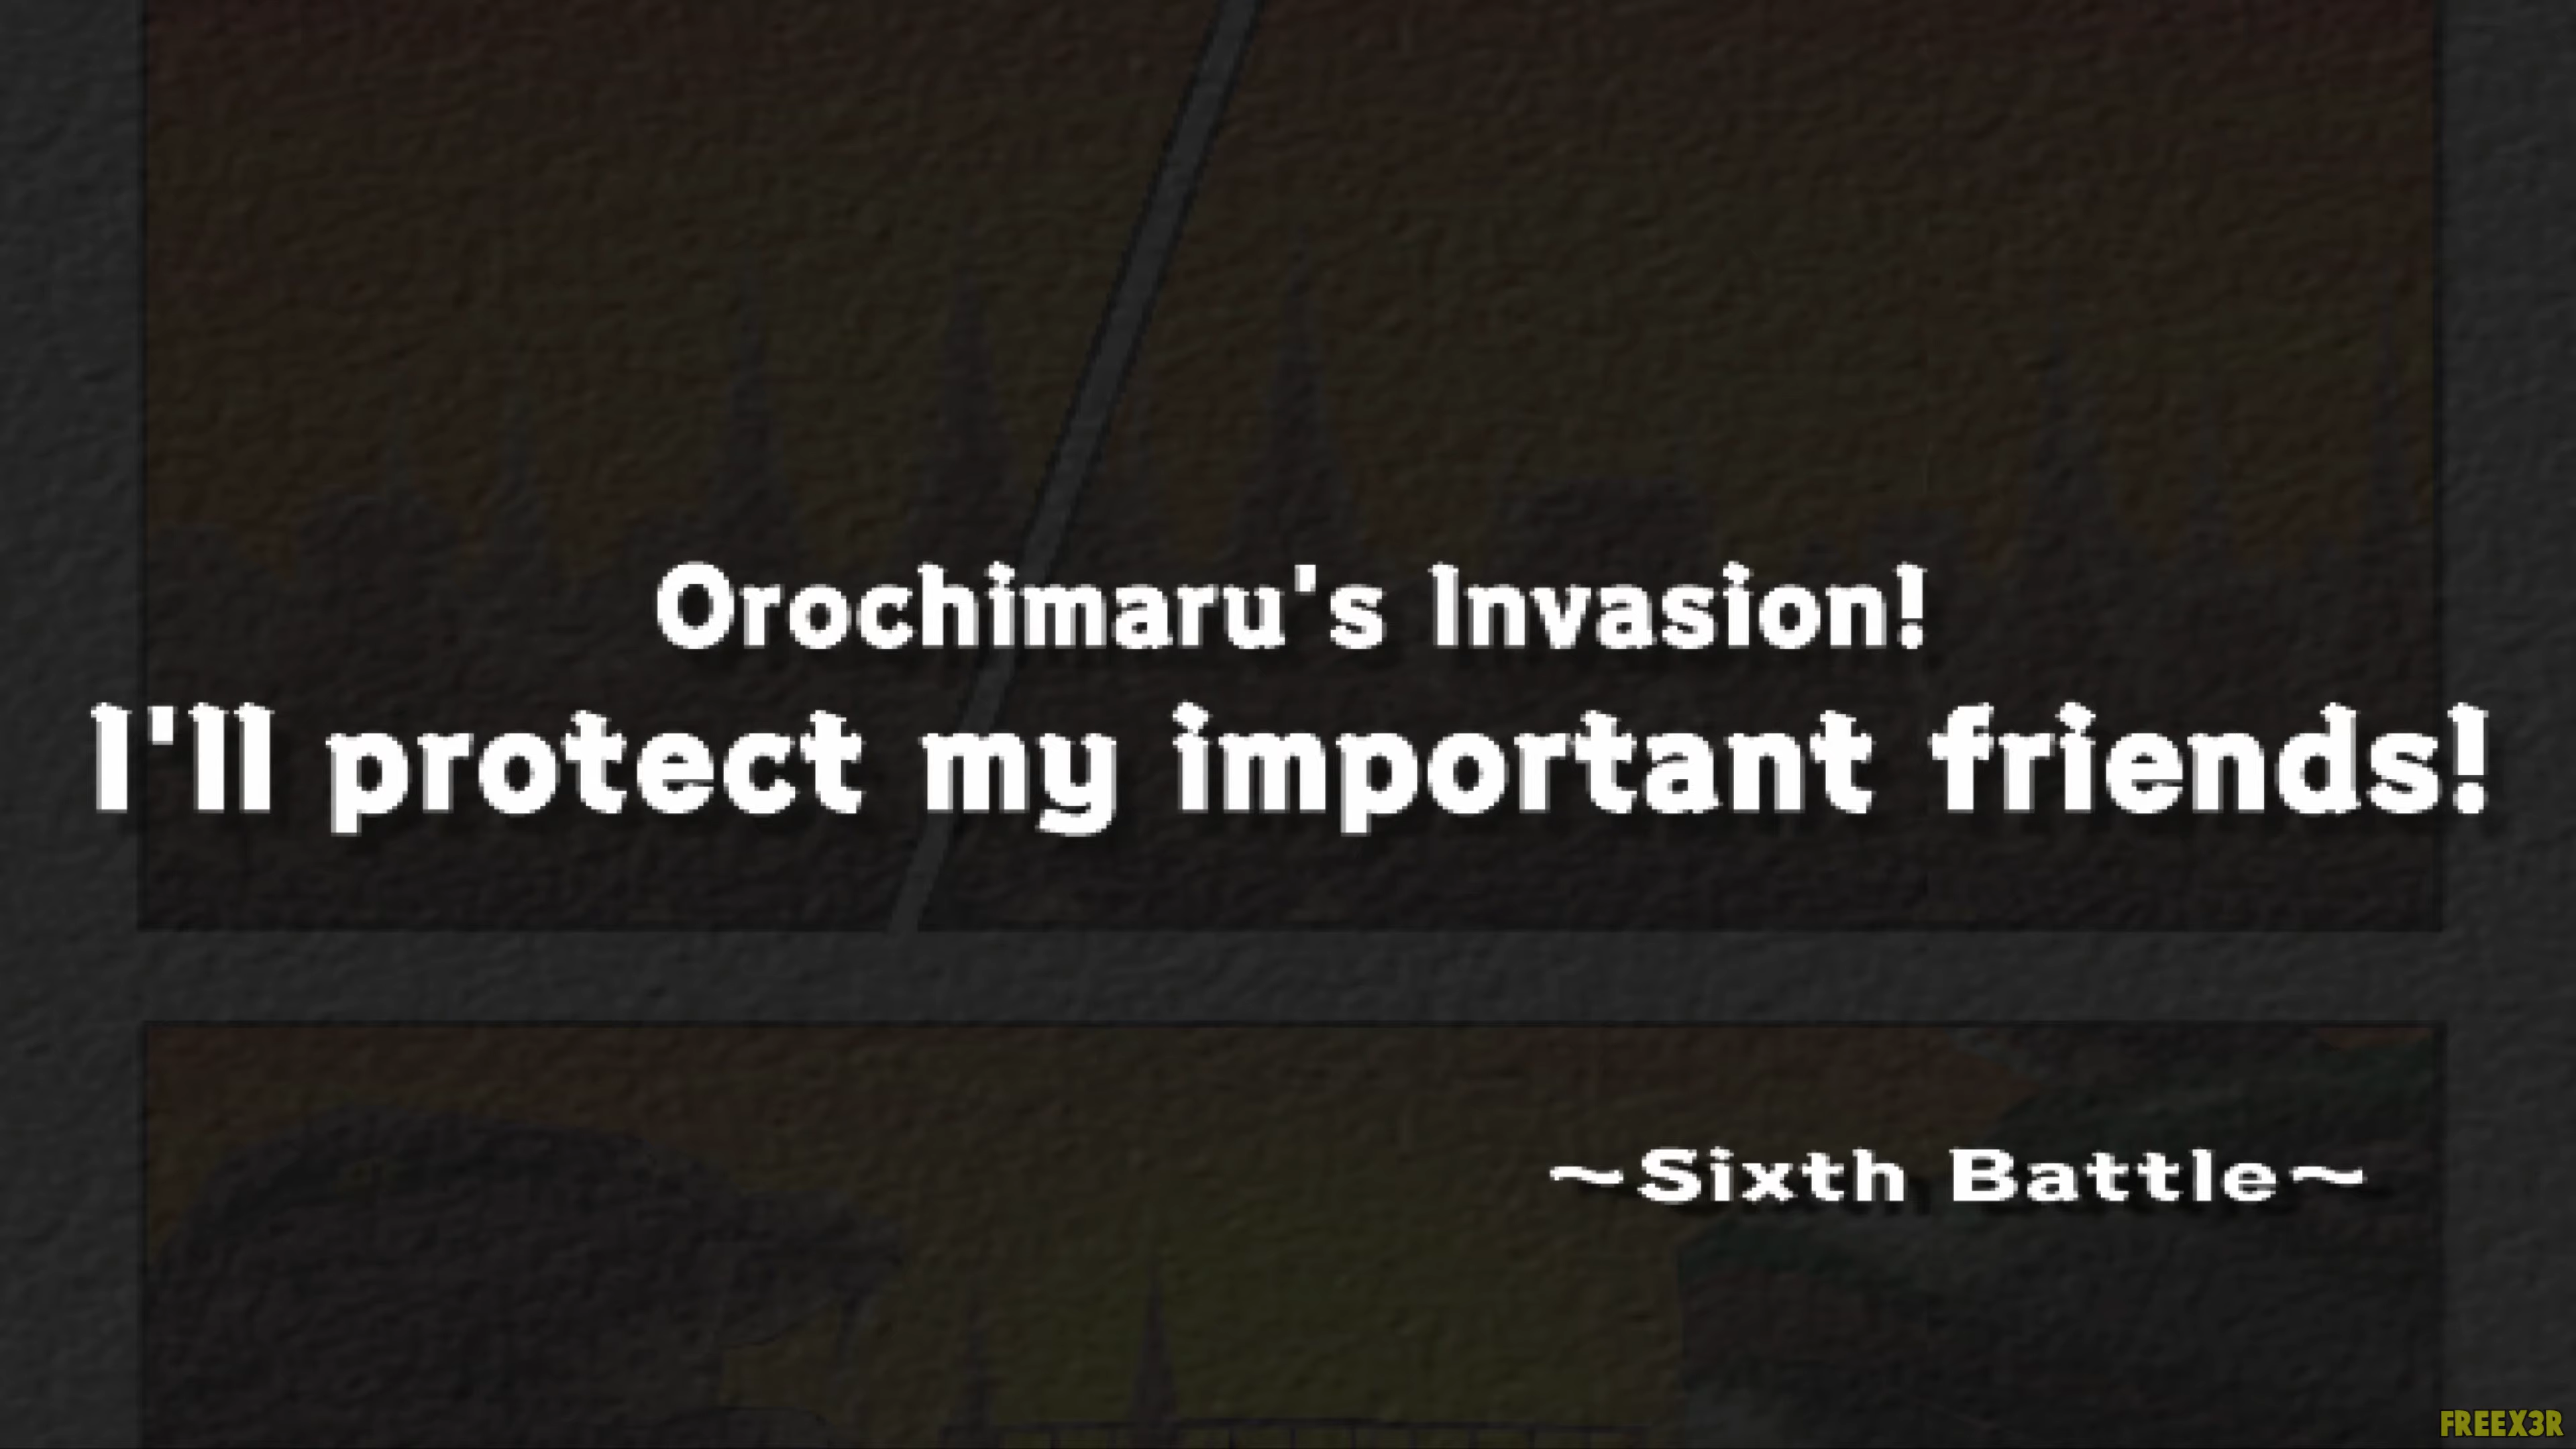 Orochimaru's Invasion!
I'll protect my important friends!
~Sixth Battle~
FREEX3R